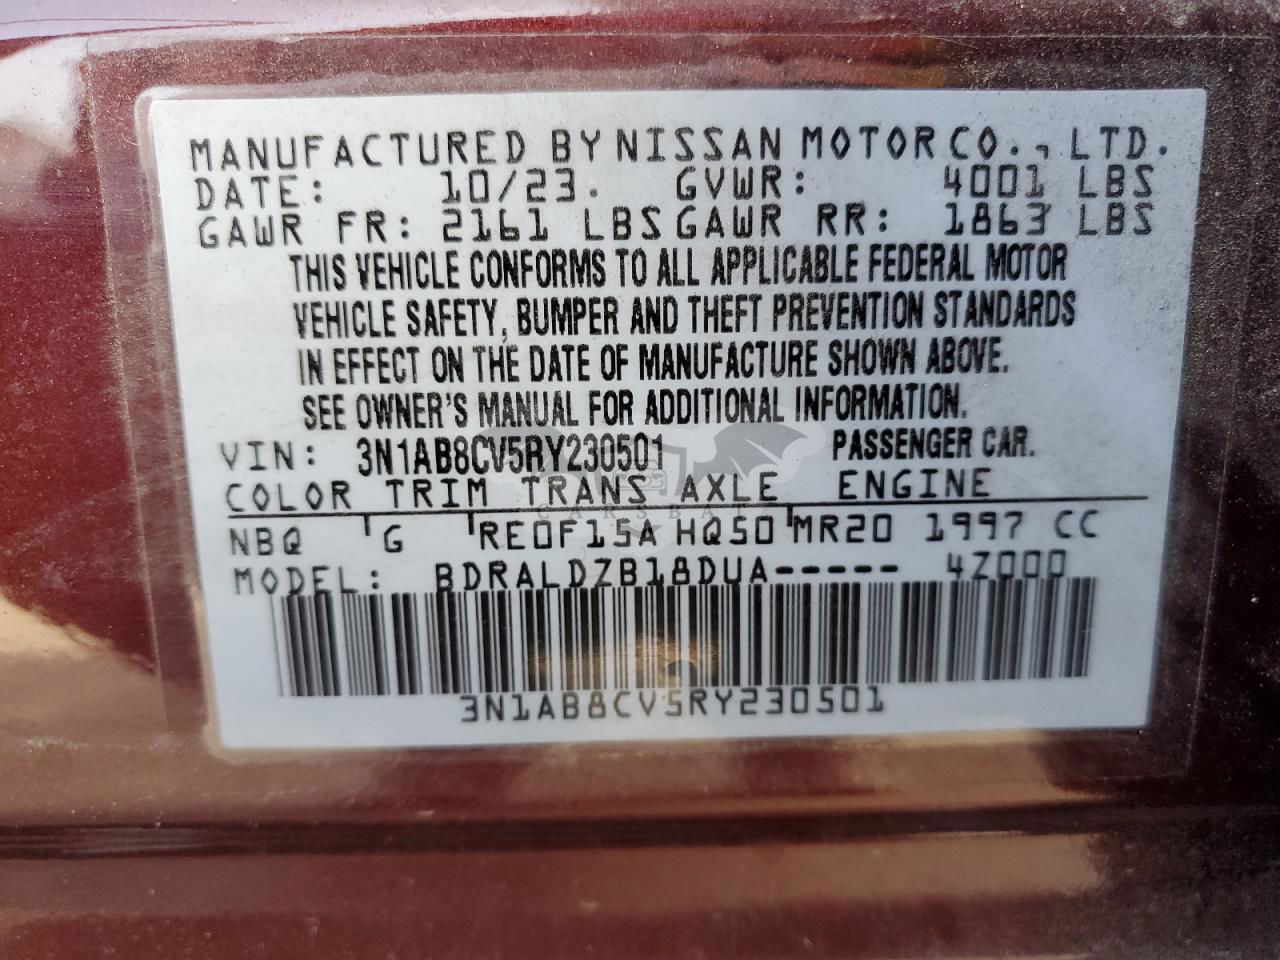 MANUFACTURED BY NISSAN MOTOR CO., LTD.
DATE: 10/23. GVWR: 4001 LBS
GAWR FR: 2161 LBS GAWR RR: 1863 LBS
THIS VEHICLE CONFORMS TO ALL APPLICABLE FEDERAL MOTOR
VEHICLE SAFETY, BUMPER AND THEFT PREVENTION STANDARDS
IN EFFECT ON THE DATE OF MANUFACTURE SHOWN ABOVE.
SEE OWNER'S MANUAL FOR ADDITIONAL INFORMATION.
VIN: 3N1AB8CV5RY230501 PASSENGER CAR.
COLOR TRIM TRANS AXLE ENGINE
CARSBAT
NBQ G RE0F15A HQ50 MR20 1997 CC
MODEL: BDRALDZB18DUA----- 4Z000
3N1AB8CV5RY230501